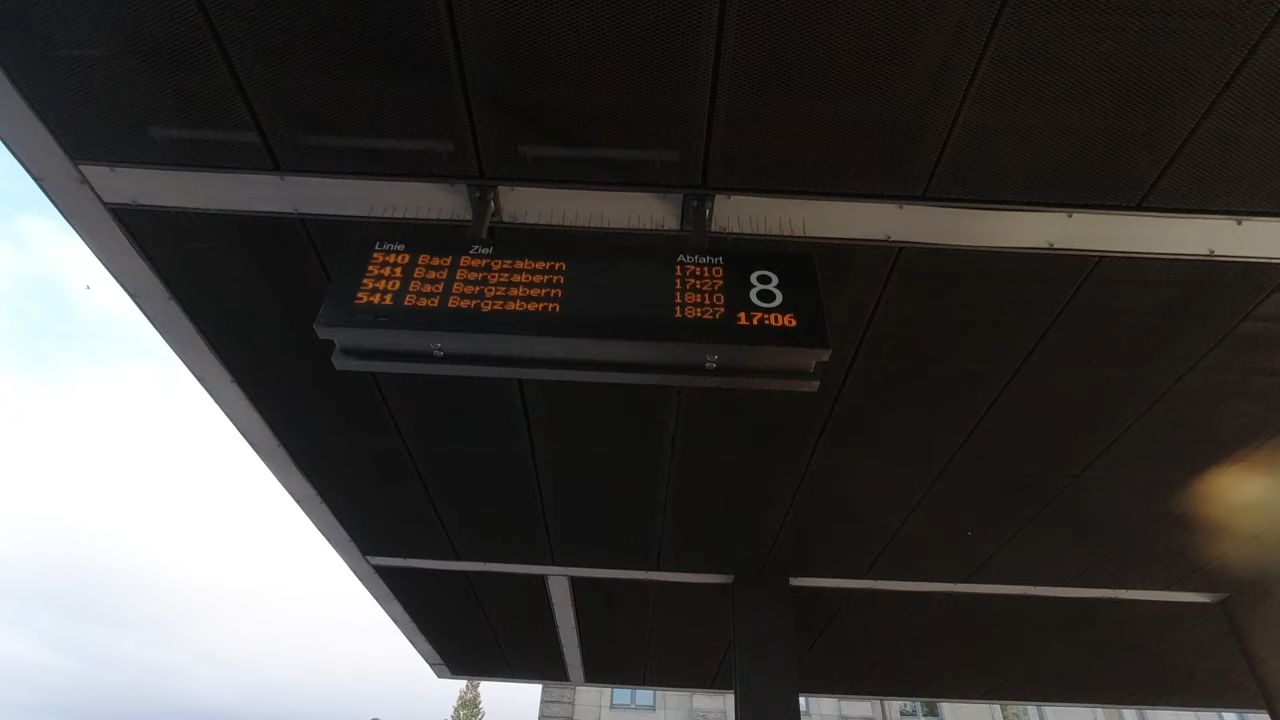 Linie Ziel Abfahrt
540 Bad Bergzabern 17:10
541 Bad Bergzabern 17:27
540 Bad Bergzabern 18:10
541 Bad Bergzabern 18:27
8
17:06